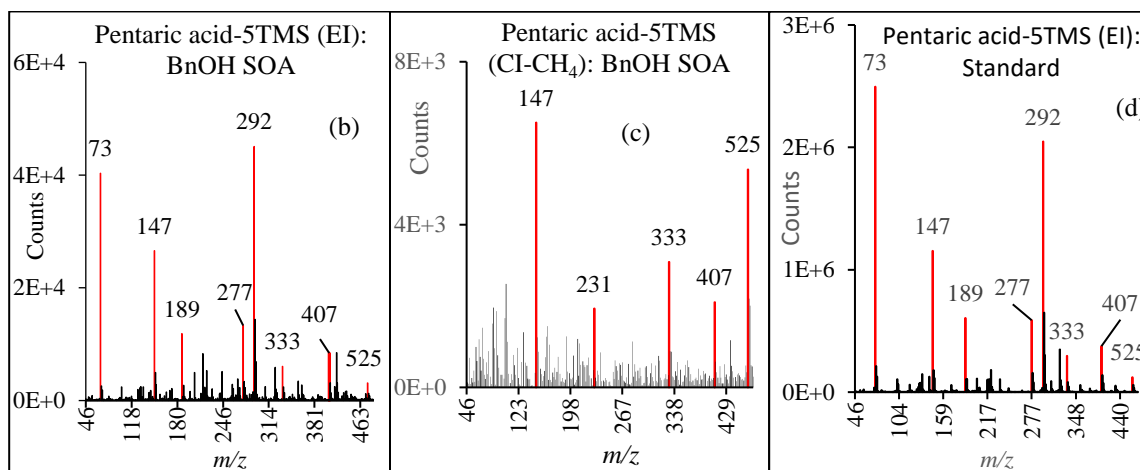 Pentaric acid-5TMS (EI):
BnOH SOA
(b)
Counts
6E+4
4E+4
2E+4
0E+0
73
147
189
277
292
333
407
525
46
118
180
246
314
381
463
m/z
Pentaric acid-5TMS
(CI-CH₄): BnOH SOA
(c)
Counts
8E+3
4E+3
0E+0
147
231
333
407
525
46
123
198
267
338
429
m/z
Pentaric acid-5TMS (EI):
Standard
(d)
Counts
3E+6
2E+6
1E+6
0E+0
73
147
189
277
292
333
407
525
46
104
159
217
277
348
440
m/z